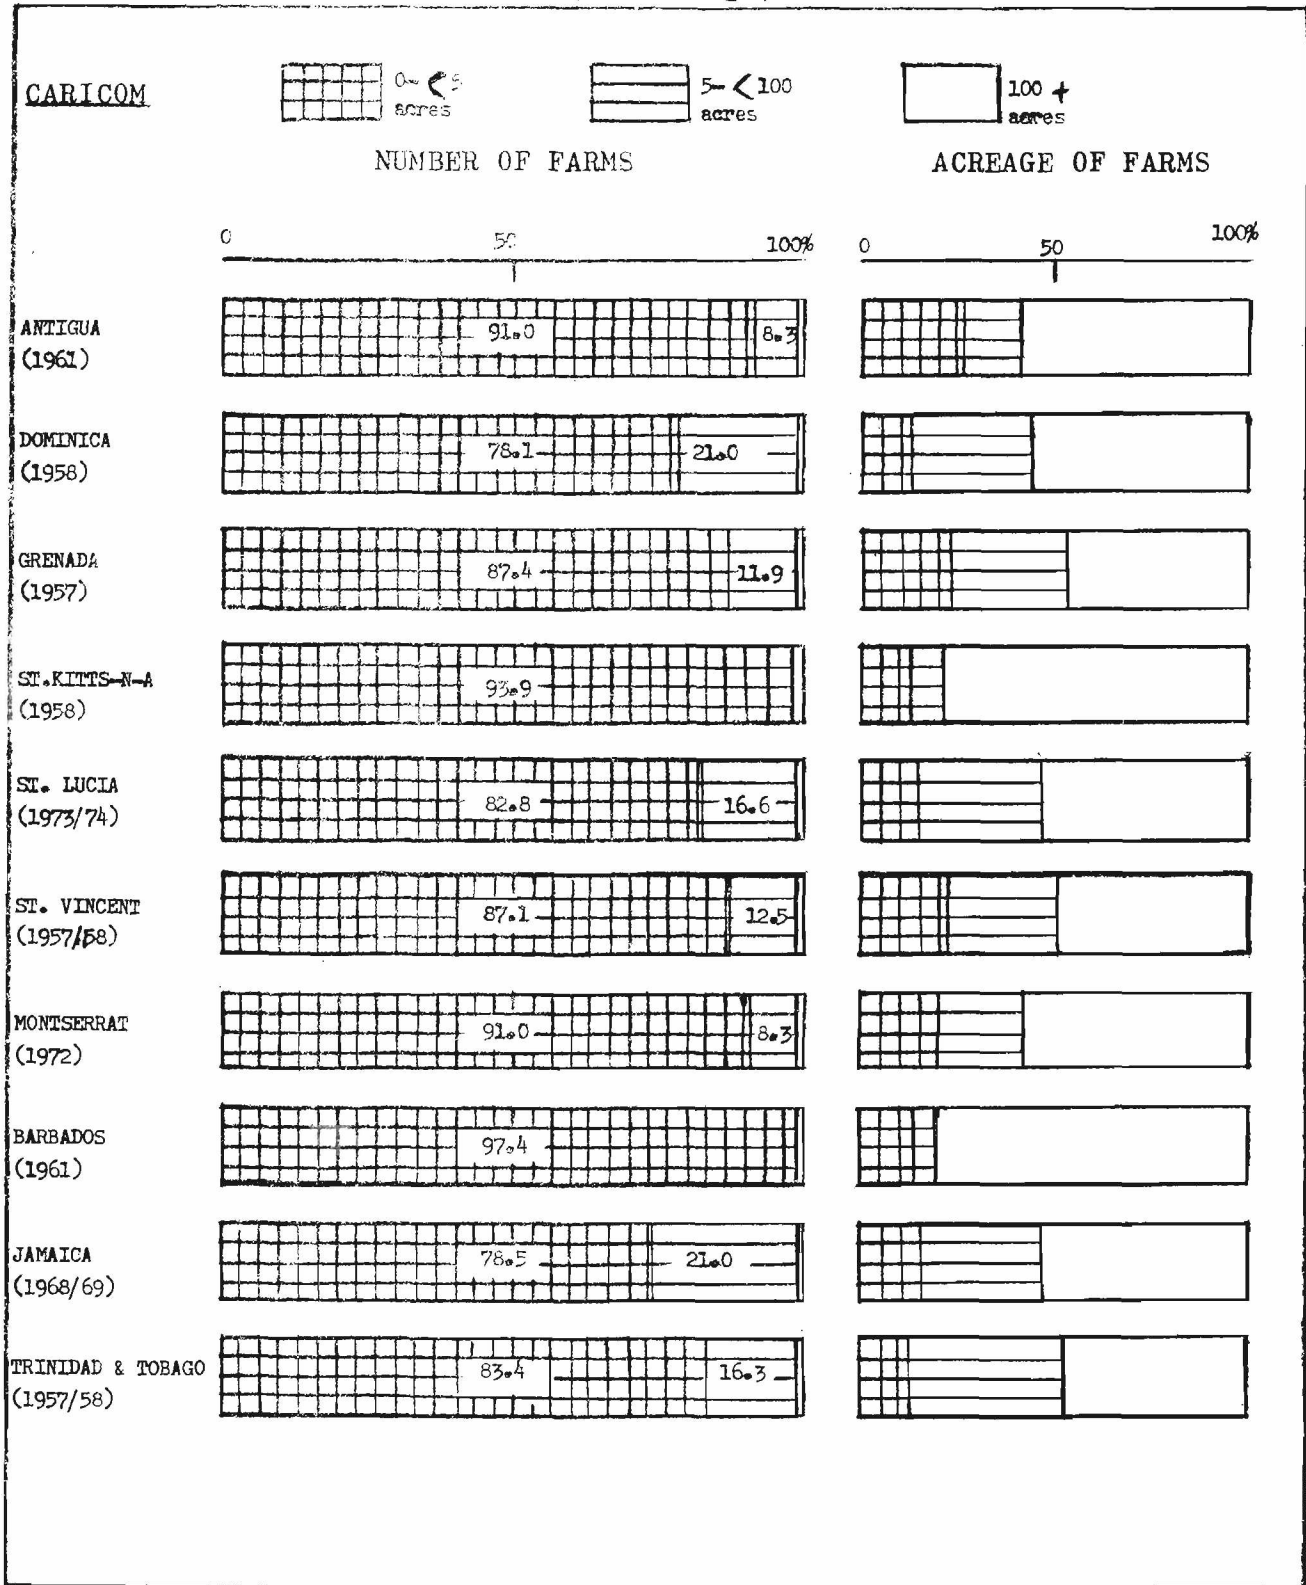 CARICOM
0- <5
acres
5- <100
acres
100 +
acres
NUMBER OF FARMS
ACREAGE OF FARMS
0 50 100%
0 50 100%
ANTIGUA
(1961)
91.0 8.3
DOMINICA
(1958)
78.1 21.0
GRENADA
(1957)
87.4 11.9
ST.KITTS-N-A
(1958)
93.9
ST. LUCIA
(1973/74)
82.8 16.6
ST. VINCENT
(1957/58)
87.1 12.5
MONTSERRAT
(1972)
91.0 8.3
BARBADOS
(1961)
97.4
JAMAICA
(1968/69)
78.5 21.0
TRINIDAD & TOBAGO
(1957/58)
83.4 16.3